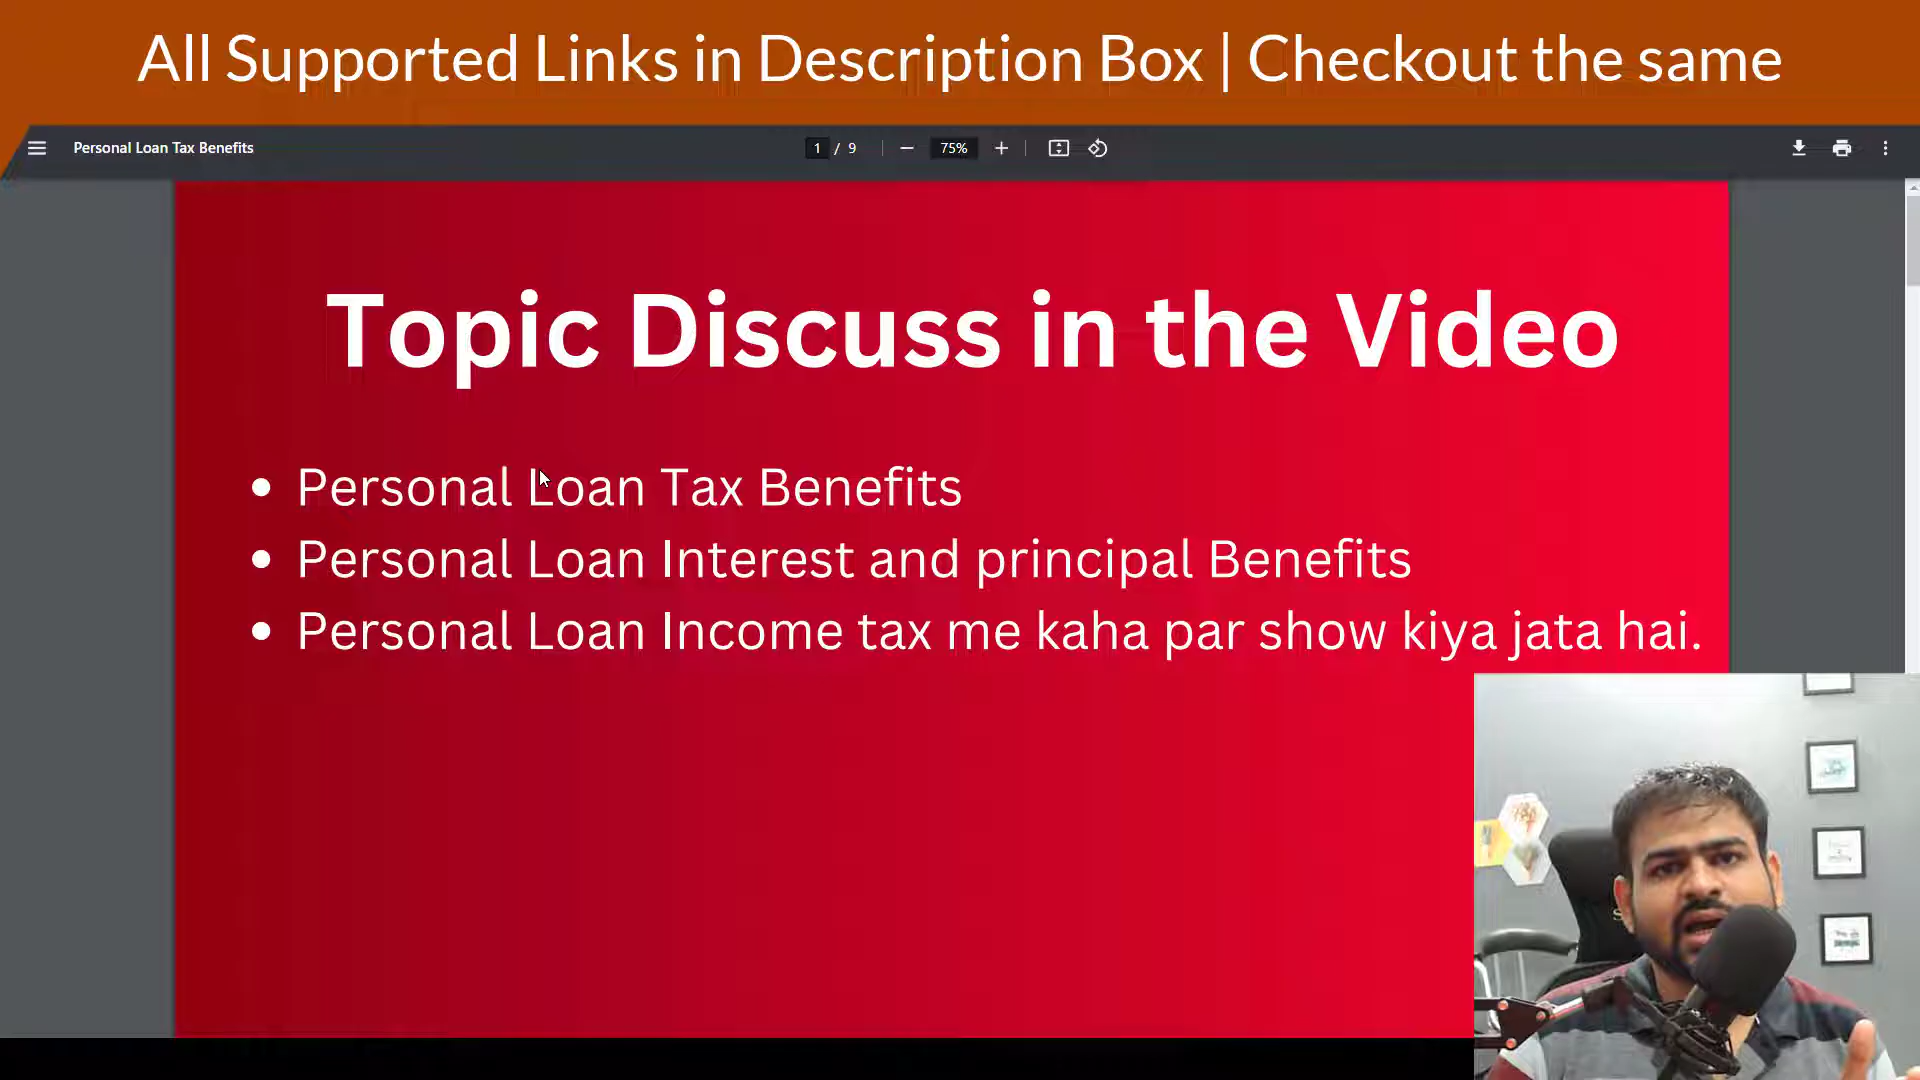 All Supported Links in Description Box | Checkout the same
Personal Loan Tax Benefits
1 / 9
75%
Topic Discuss in the Video
Personal Loan Tax Benefits
Personal Loan Interest and principal Benefits
Personal Loan Income tax me kaha par show kiya jata hai.